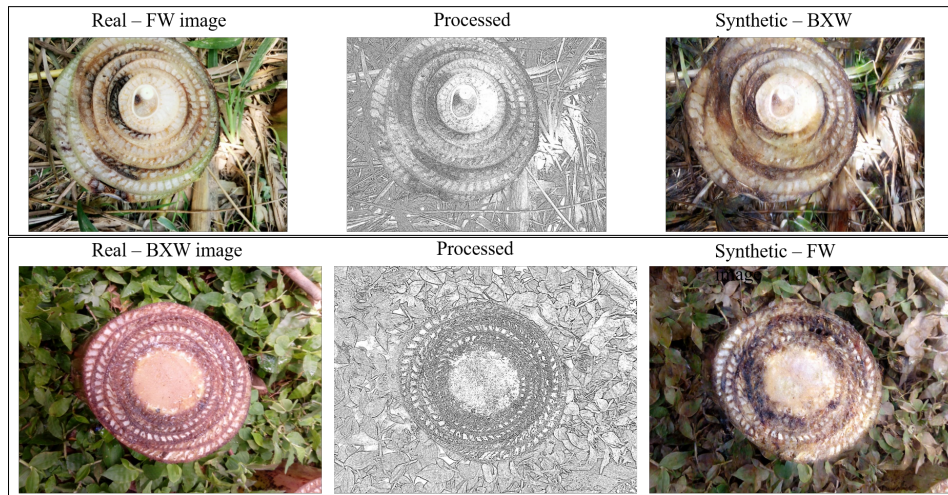 Real – FW image
Processed
Synthetic – BXW
Real – BXW image
Processed
Synthetic – FW
image